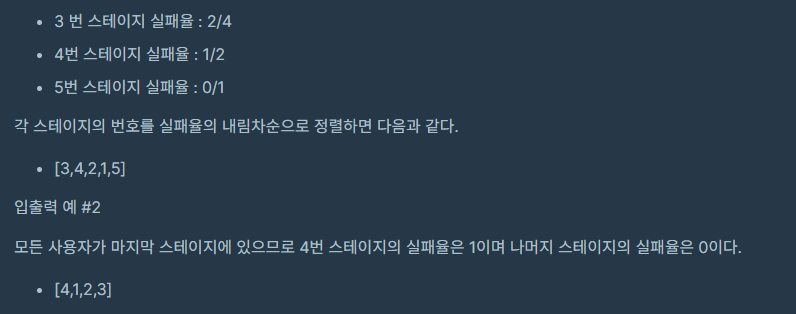 • 3 번 스테이지 실패율 : 2/4
• 4번 스테이지 실패율 : 1/2
• 5번 스테이지 실패율 : 0/1
각 스테이지의 번호를 실패율의 내림차순으로 정렬하면 다음과 같다.
• [3,4,2,1,5]
입출력 예 #2
모든 사용자가 마지막 스테이지에 있으므로 4번 스테이지의 실패율은 1이며 나머지 스테이지의 실패율은 0이다.
• [4,1,2,3]